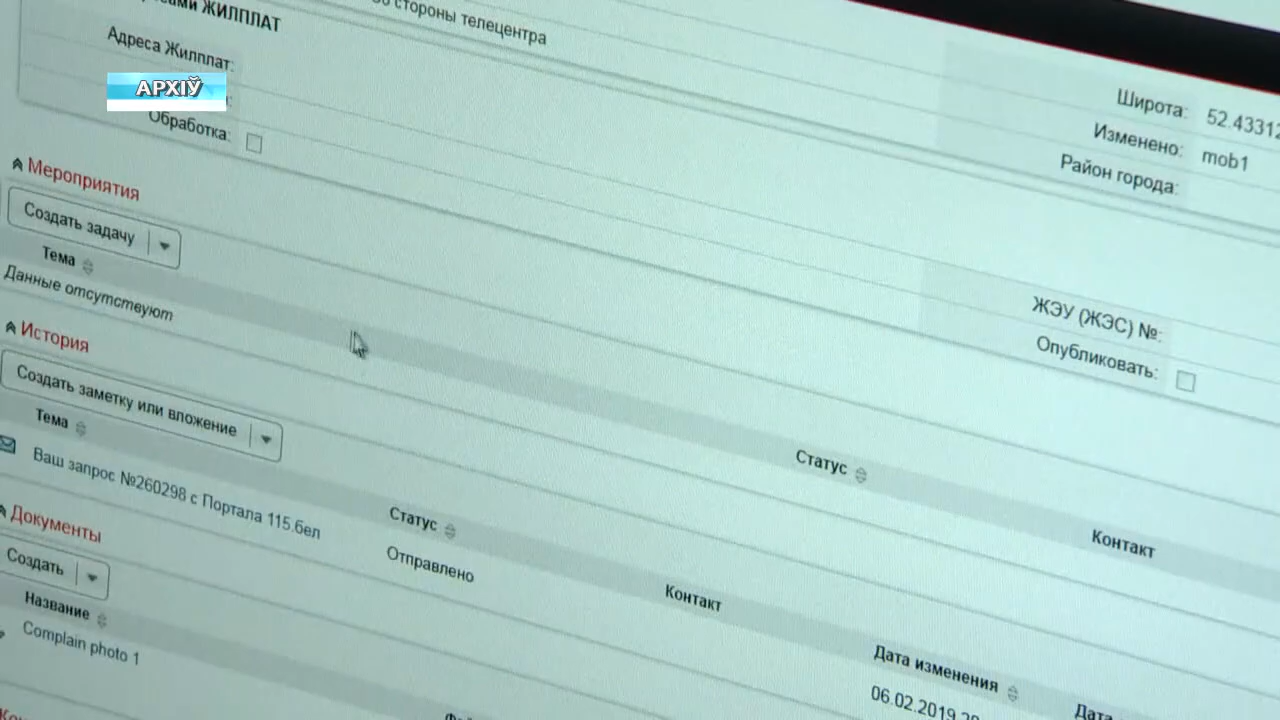 ЖИЛПЛАТ
стороны телецентра
Адреса Жилплат:
АРХІЎ
Обработка:
Широта: 52.43312
Изменено: mob1
Район города:
Мероприятия
Создать задачу
Тема
Данные отсутствуют
ЖЭУ (ЖЭС) №:
Опубликовать:
История
Создать заметку или вложение
Тема
Статус
Контакт
Ваш запрос №260298 с Портала 115.бел
Статус
Отправлено
Контакт
Дата изменения
06.02.2019
Дата
Документы
Создать
Название
Complain photo 1